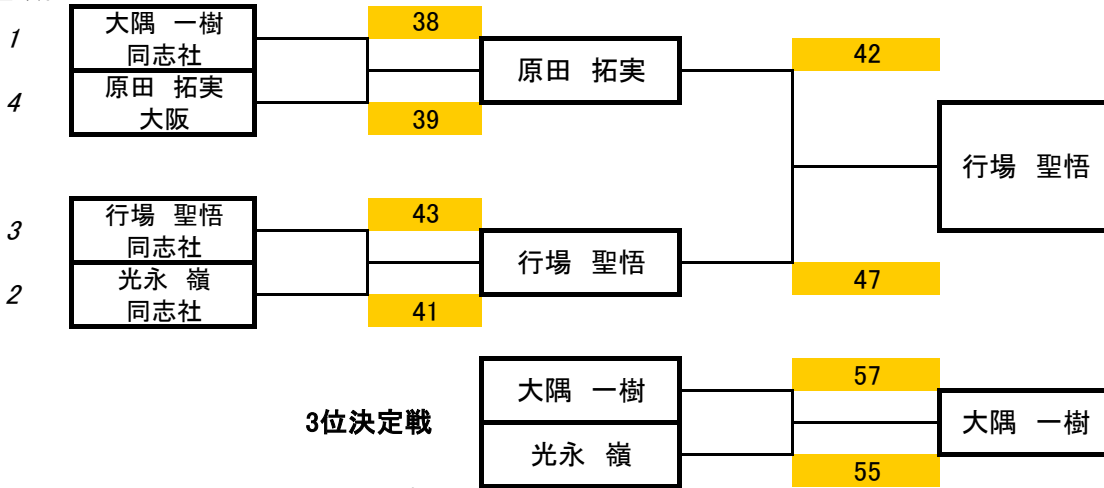 1
大隅 一樹
同志社
38
4
原田 拓実
大阪
39
原田 拓実
42
3
行場 聖悟
同志社
43
2
光永 嶺
同志社
41
行場 聖悟
47
行場 聖悟
3位決定戦
大隅 一樹
57
光永 嶺
55
大隅 一樹